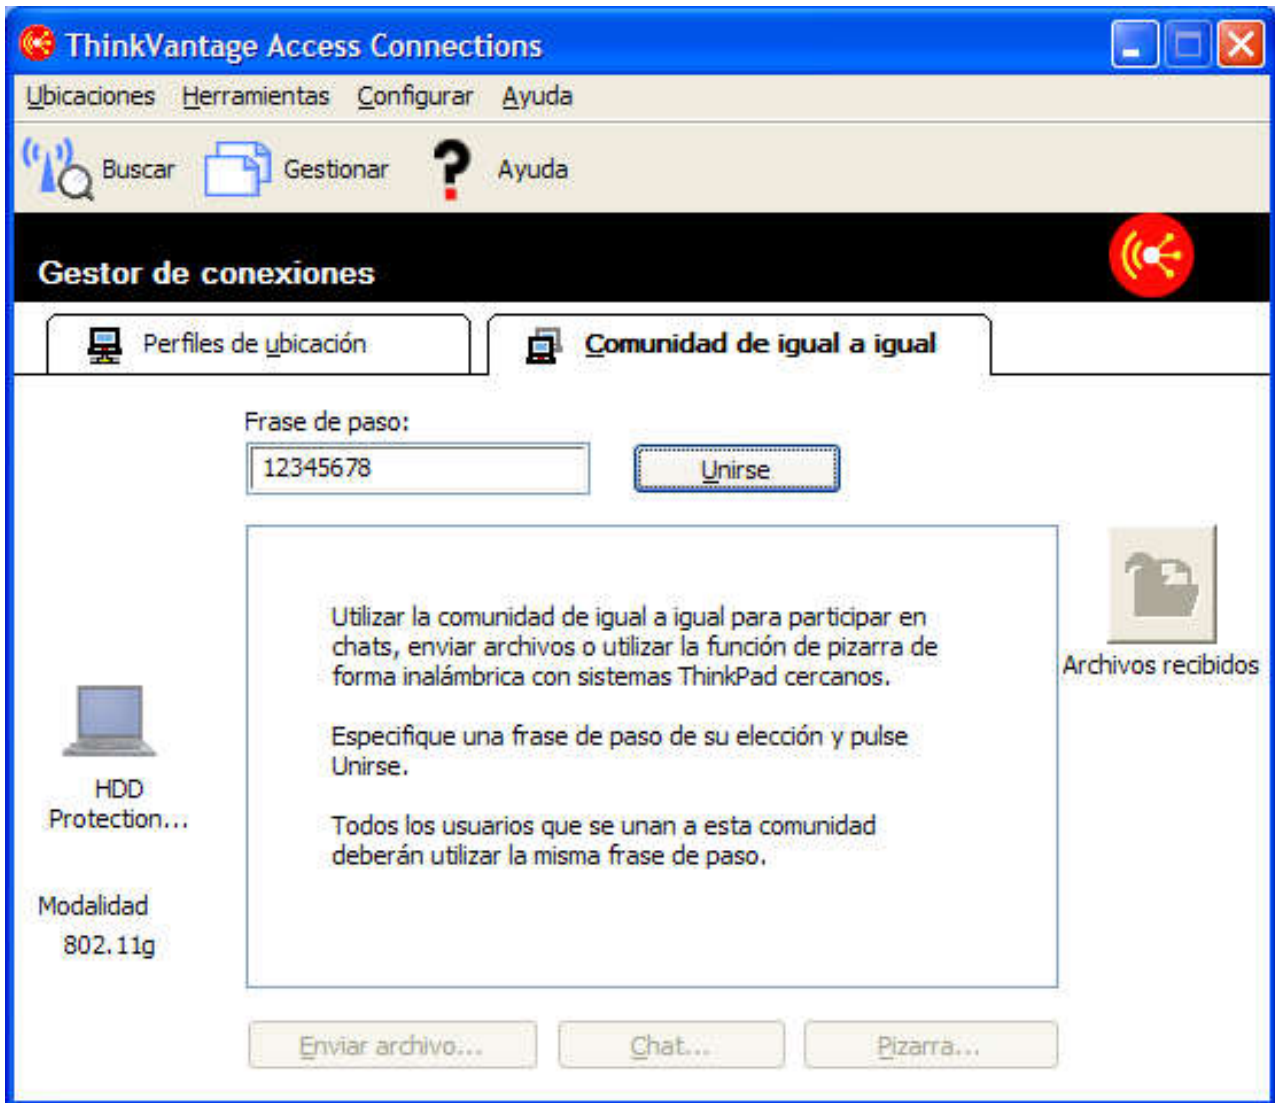 ThinkVantage Access Connections
Ubicaciones Herramientas Configurar Ayuda
Buscar Gestionar ? Ayuda
Gestor de conexiones
Perfiles de ubicación Comunidad de igual a igual
Frase de paso:
12345678 Unirse
Utilizar la comunidad de igual a igual para participar en
chats, enviar archivos o utilizar la función de pizarra de
forma inalámbrica con sistemas ThinkPad cercanos.
Especifique una frase de paso de su elección y pulse
Unirse.
Todos los usuarios que se unan a esta comunidad
deberán utilizar la misma frase de paso.
Archivos recibidos
HDD
Protection...
Modalidad
802.11g
Enviar archivo... Chat... Pizarra...